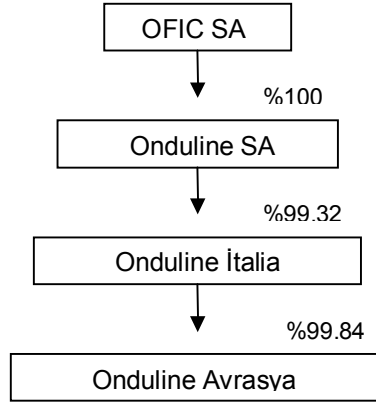 OFIC SA
%100
Onduline SA
%99.32
Onduline İtalia
%99.84
Onduline Avrasya